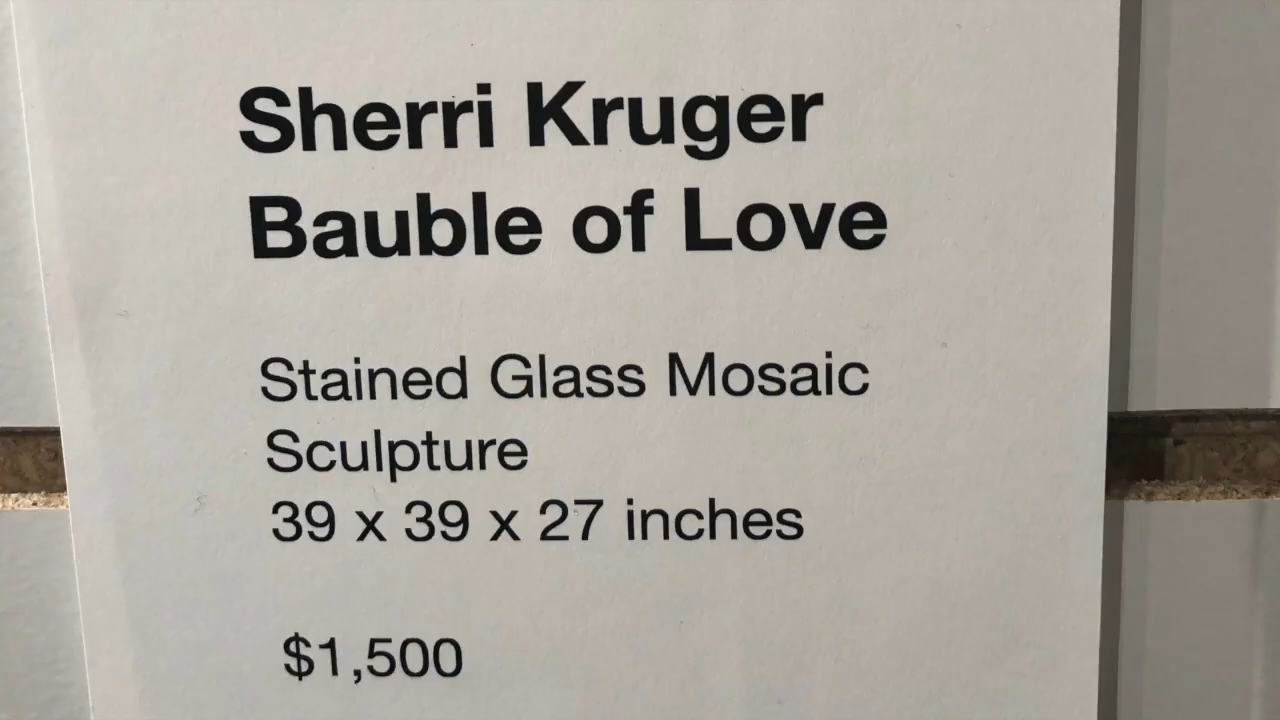 Sherri Kruger
Bauble of Love
Stained Glass Mosaic
Sculpture
39 x 39 x 27 inches
$1,500